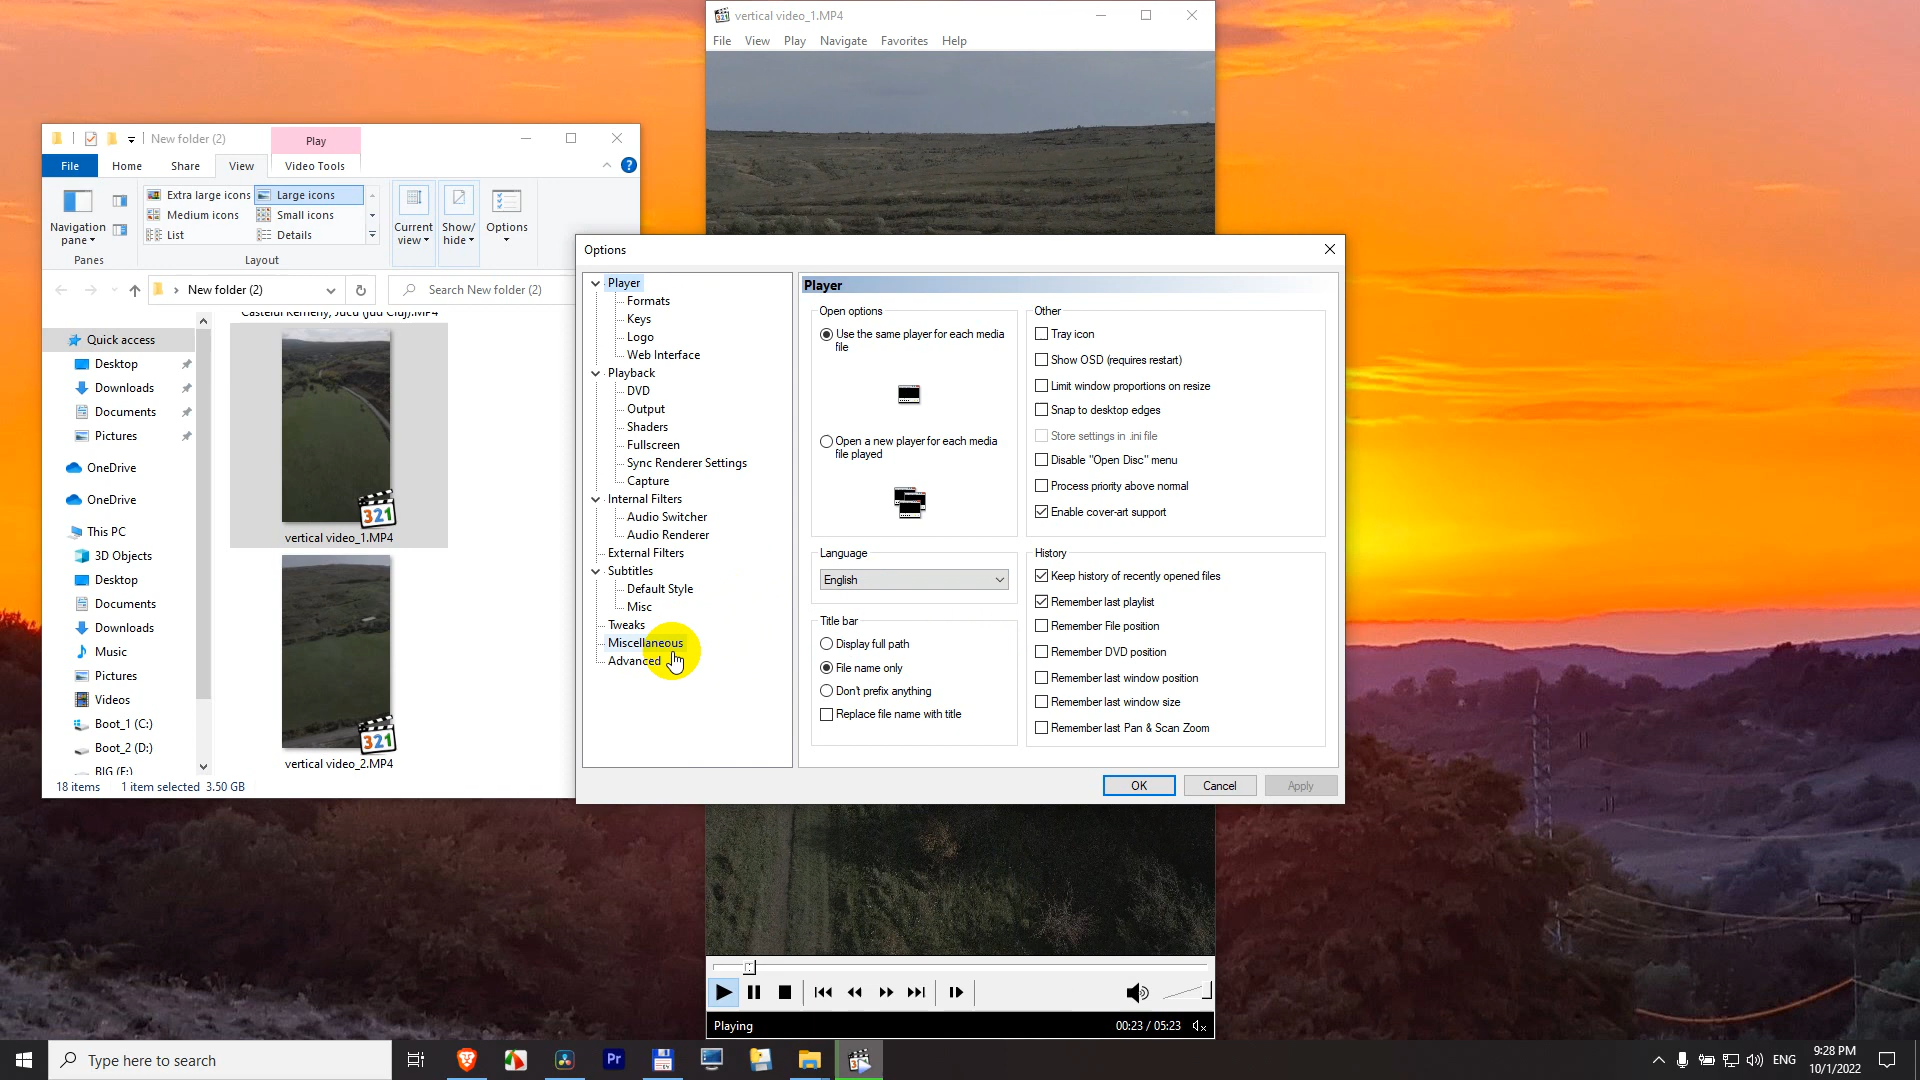 vertical video_1.MP4
File View Play Navigate Favorites Help
New folder (2)
Play
File Home Share View Video Tools
Navigation pane
Panes
Extra large icons
Large icons
Medium icons
Small icons
List
Details
Layout
Current view
Show/ hide
Options
New folder (2)
Search New folder (2)
Quick access
Desktop
Downloads
Documents
Pictures
OneDrive
OneDrive
This PC
3D Objects
Desktop
Documents
Downloads
Music
Pictures
Videos
Boot_1 (C:)
Boot_2 (D:)
BIG (E:)
Castelul Kemeny, Jucu (jud Cluj).MP4
321
vertical video_1.MP4
321
vertical video_2.MP4
18 items 1 item selected 3.50 GB
Options
Player
Formats
Keys
Logo
Web Interface
Playback
DVD
Output
Shaders
Fullscreen
Sync Renderer Settings
Capture
Internal Filters
Audio Switcher
Audio Renderer
External Filters
Subtitles
Default Style
Misc
Tweaks
Miscellaneous
Advanced
Player
Open options
Use the same player for each media
file
Open a new player for each media
file played
Language
English
Title bar
Display full path
File name only
Don't prefix anything
Replace file name with title
Other
Tray icon
Show OSD (requires restart)
Limit window proportions on resize
Snap to desktop edges
Store settings in .ini file
Disable "Open Disc" menu
Process priority above normal
Enable cover-art support
History
Keep history of recently opened files
Remember last playlist
Remember File position
Remember DVD position
Remember last window position
Remember last window size
Remember last Pan & Scan Zoom
OK Cancel Apply
Playing 00:23 / 05:23
Type here to search
Pr
ENG
9:28 PM
10/1/2022